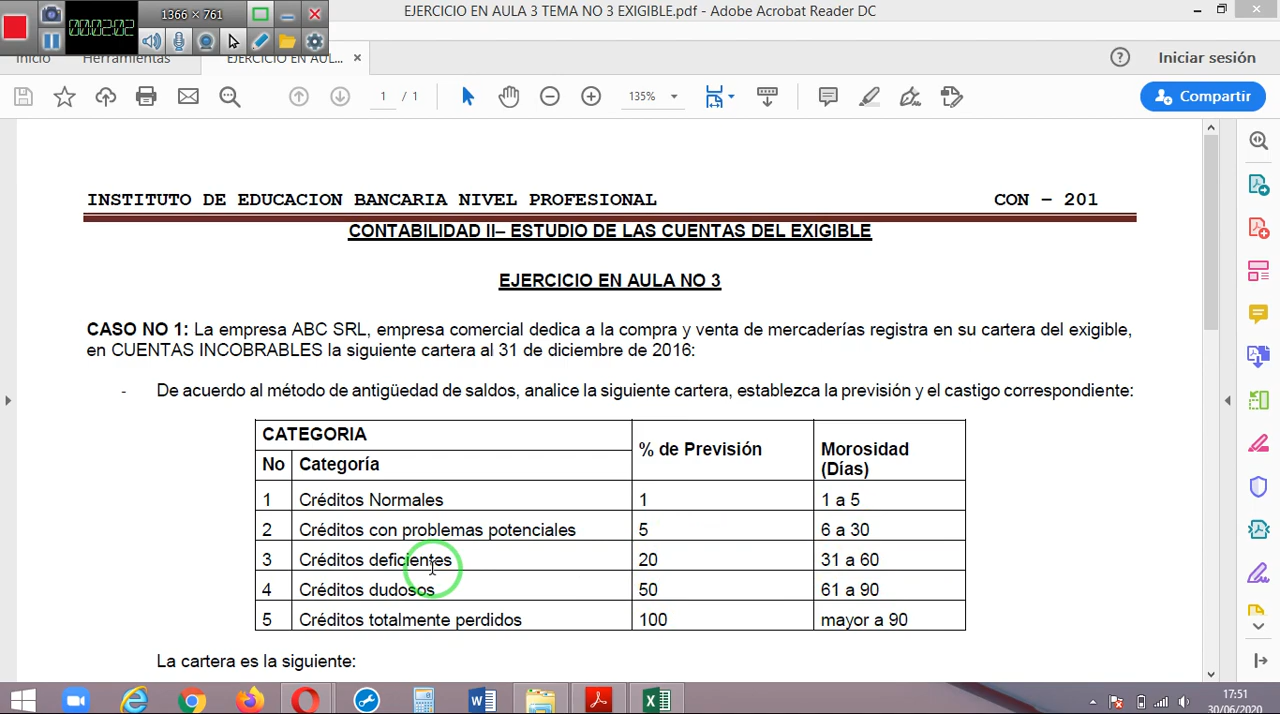 1366 × 761
00:02:02
EJERCICIO EN AULA 3 TEMA NO 3 EXIGIBLE.pdf - Adobe Acrobat Reader DC
Inicio Herramientas EJERCICIO EN AUL... ×
Iniciar sesión
1 / 1
135%
Compartir
INSTITUTO DE EDUCACION BANCARIA NIVEL PROFESIONAL CON – 201
CONTABILIDAD II– ESTUDIO DE LAS CUENTAS DEL EXIGIBLE
EJERCICIO EN AULA NO 3
CASO NO 1: La empresa ABC SRL, empresa comercial dedica a la compra y venta de mercaderías registra en su cartera del exigible,
en CUENTAS INCOBRABLES la siguiente cartera al 31 de diciembre de 2016:
- De acuerdo al método de antigüedad de saldos, analice la siguiente cartera, establezca la previsión y el castigo correspondiente:
CATEGORIA
% de Previsión
Morosidad
(Días)
No Categoría
1 Créditos Normales 1 1 a 5
2 Créditos con problemas potenciales 5 6 a 30
3 Créditos deficientes 20 31 a 60
4 Créditos dudosos 50 61 a 90
5 Créditos totalmente perdidos 100 mayor a 90
La cartera es la siguiente:
17:51
30/06/2020